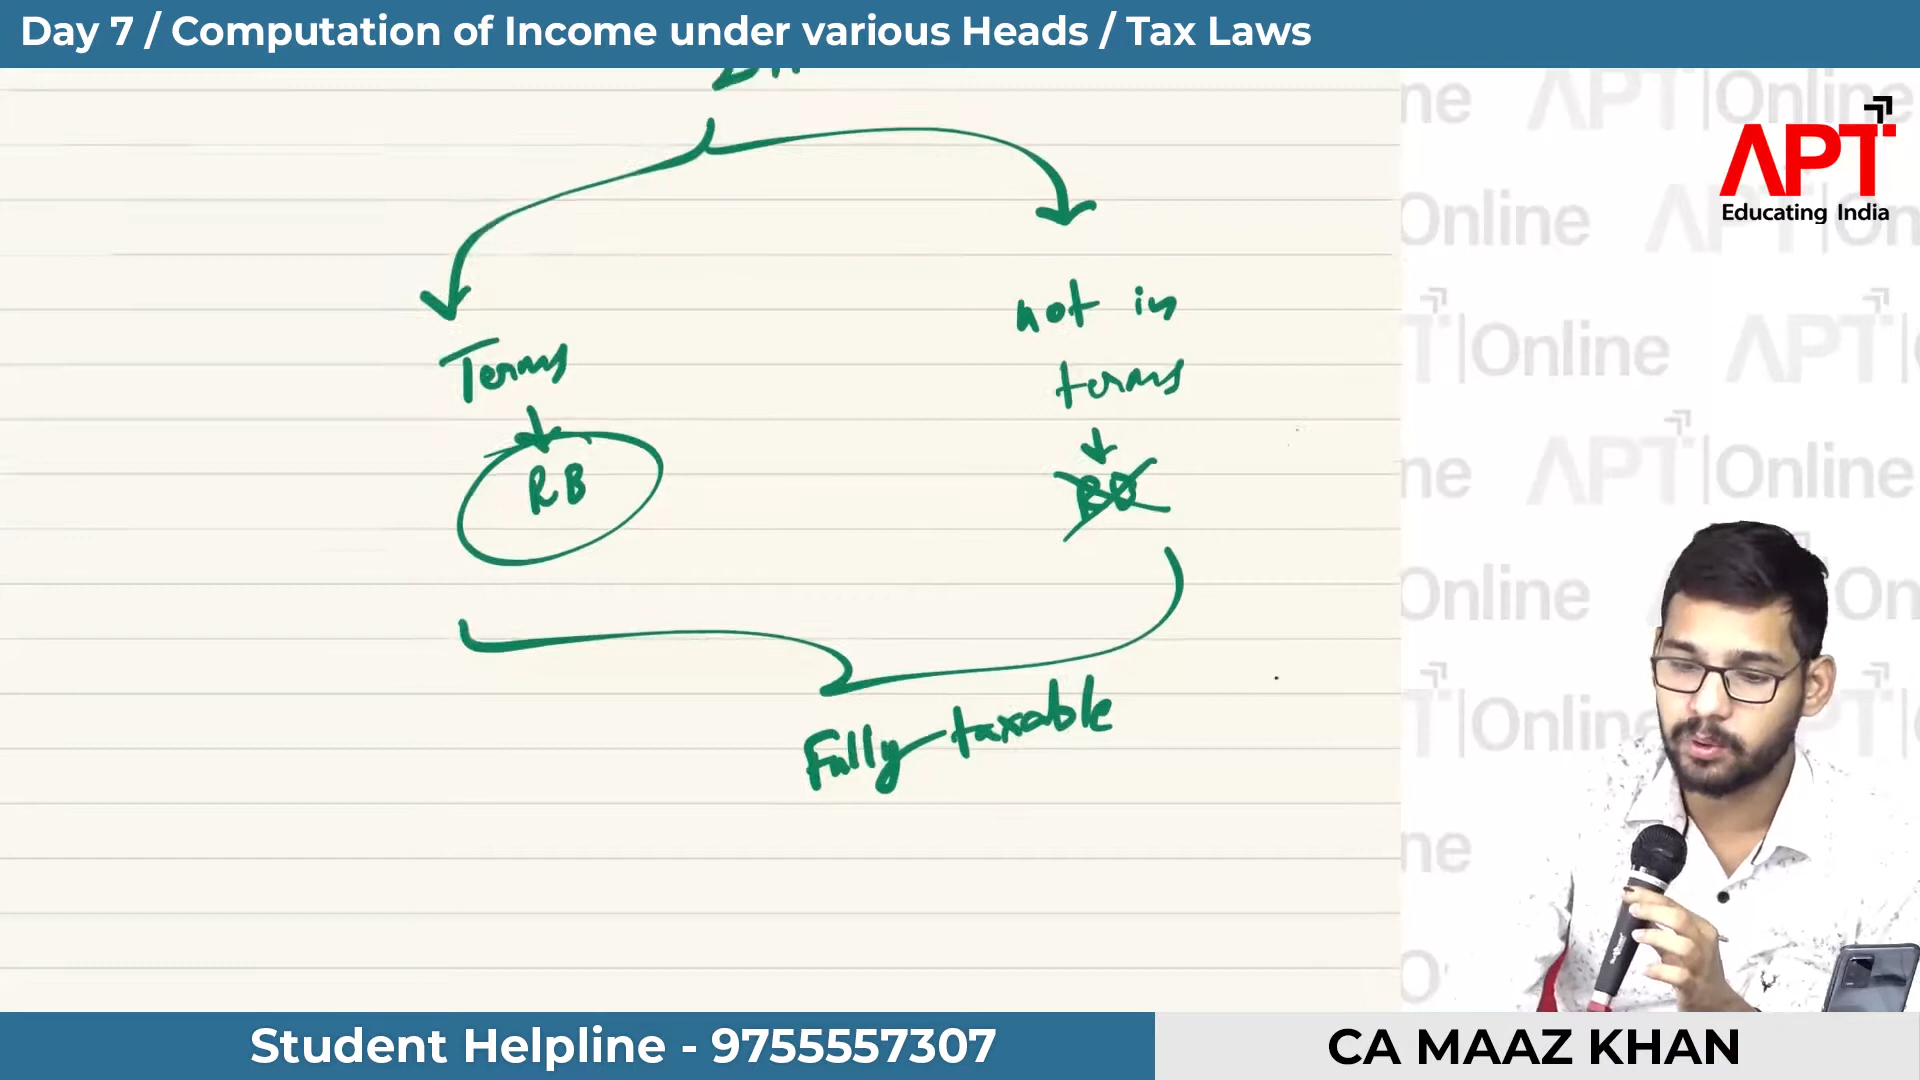 Day 7 / Computation of Income under various Heads / Tax Laws
APT
Educating India
not in
Terms
terms
RB
Fully taxable
Student Helpline - 9755557307
CA MAAZ KHAN
APT|Online